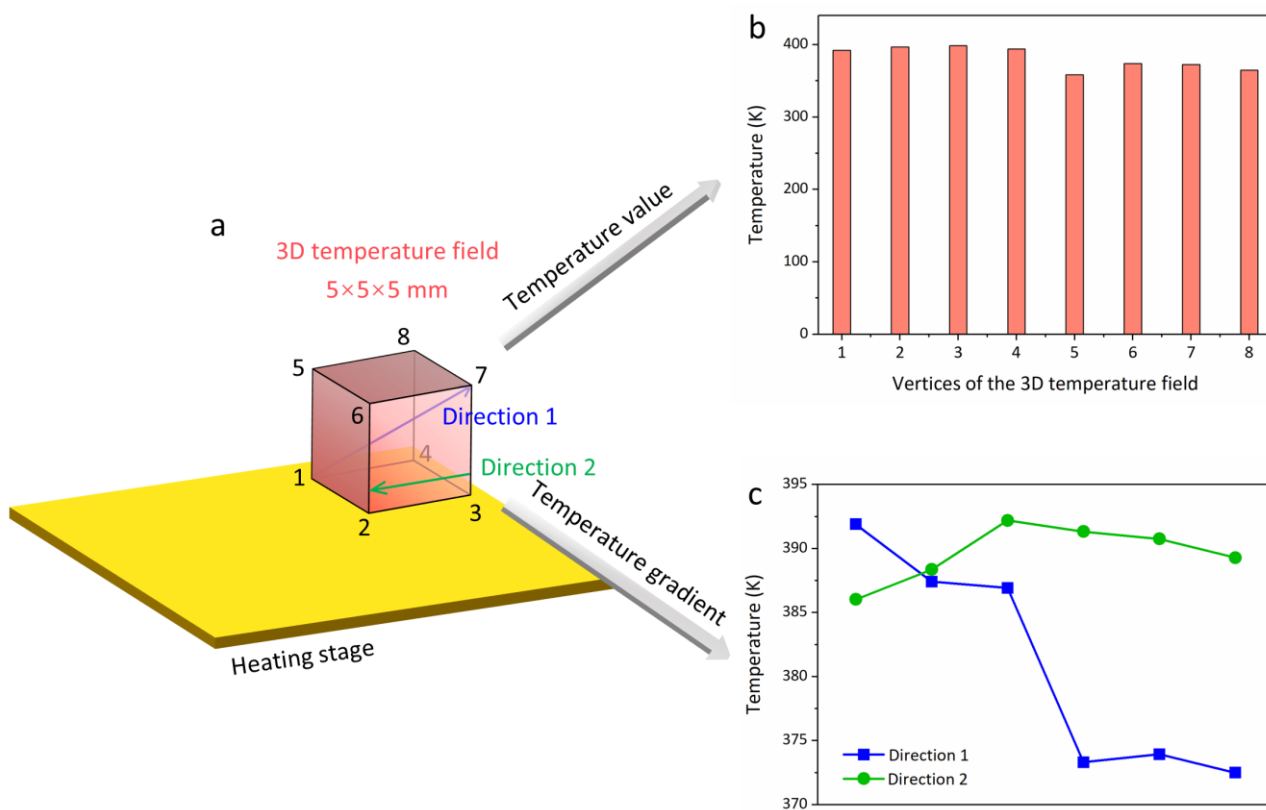 a
3D temperature field
5×5×5 mm
8
5
7
6
Direction 1
4
1
Direction 2
3
2
Heating stage
Temperature value
Temperature gradient
b
400
300
200
100
0
Temperature (K)
1 2 3 4 5 6 7 8
Vertices of the 3D temperature field
c
395
390
385
380
375
370
Temperature (K)
Direction 1
Direction 2